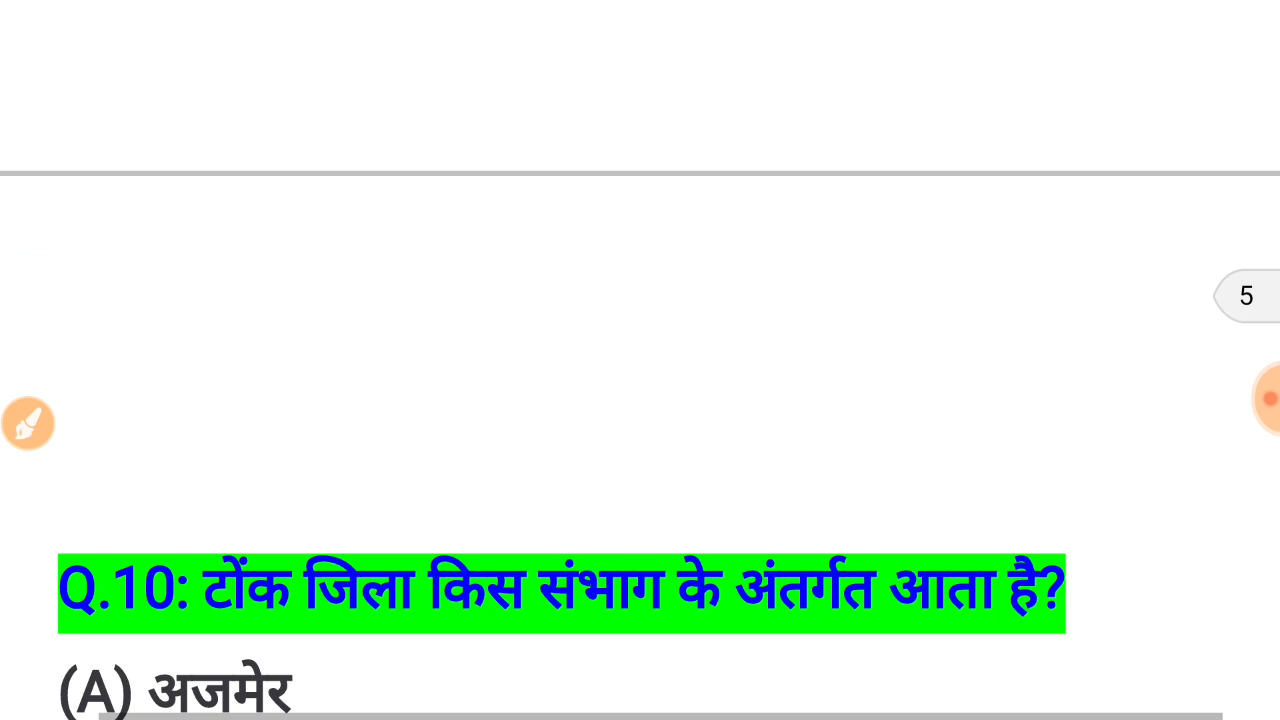 5
Q.10: टोंक जिला किस संभाग के अंतर्गत आता है?
(A) अजमेर